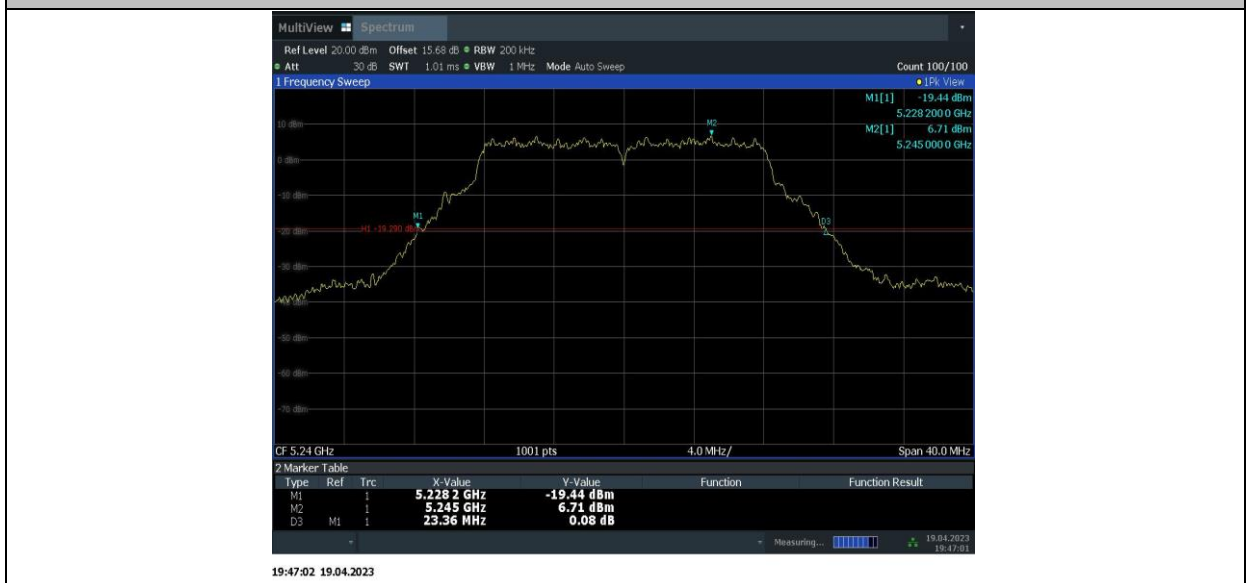 MultiView Spectrum
Ref Level 20.00 dBm Offset 15.68 dB RBW 200 kHz
Att 30 dB SWT 1.01 ms VBW 1 MHz Mode Auto Sweep Count 100/100
1 Frequency Sweep 1Pk View
M1[1] -19.44 dBm
5.228 200 0 GHz
M2[1] 6.71 dBm
5.245 000 0 GHz
M2
10 dBm
0 dBm
-10 dBm
M1
D3
H1 -19.290 dBm
-20 dBm
-30 dBm
-40 dBm
-50 dBm
-60 dBm
-70 dBm
CF 5.24 GHz 1001 pts 4.0 MHz/ Span 40.0 MHz
2 Marker Table
Type Ref Trc X-Value Y-Value Function Function Result
M1 1 5.228 2 GHz -19.44 dBm
M2 1 5.245 GHz 6.71 dBm
D3 M1 1 23.36 MHz 0.08 dB
Measuring... 19.04.2023
19:47:01
19:47:02 19.04.2023